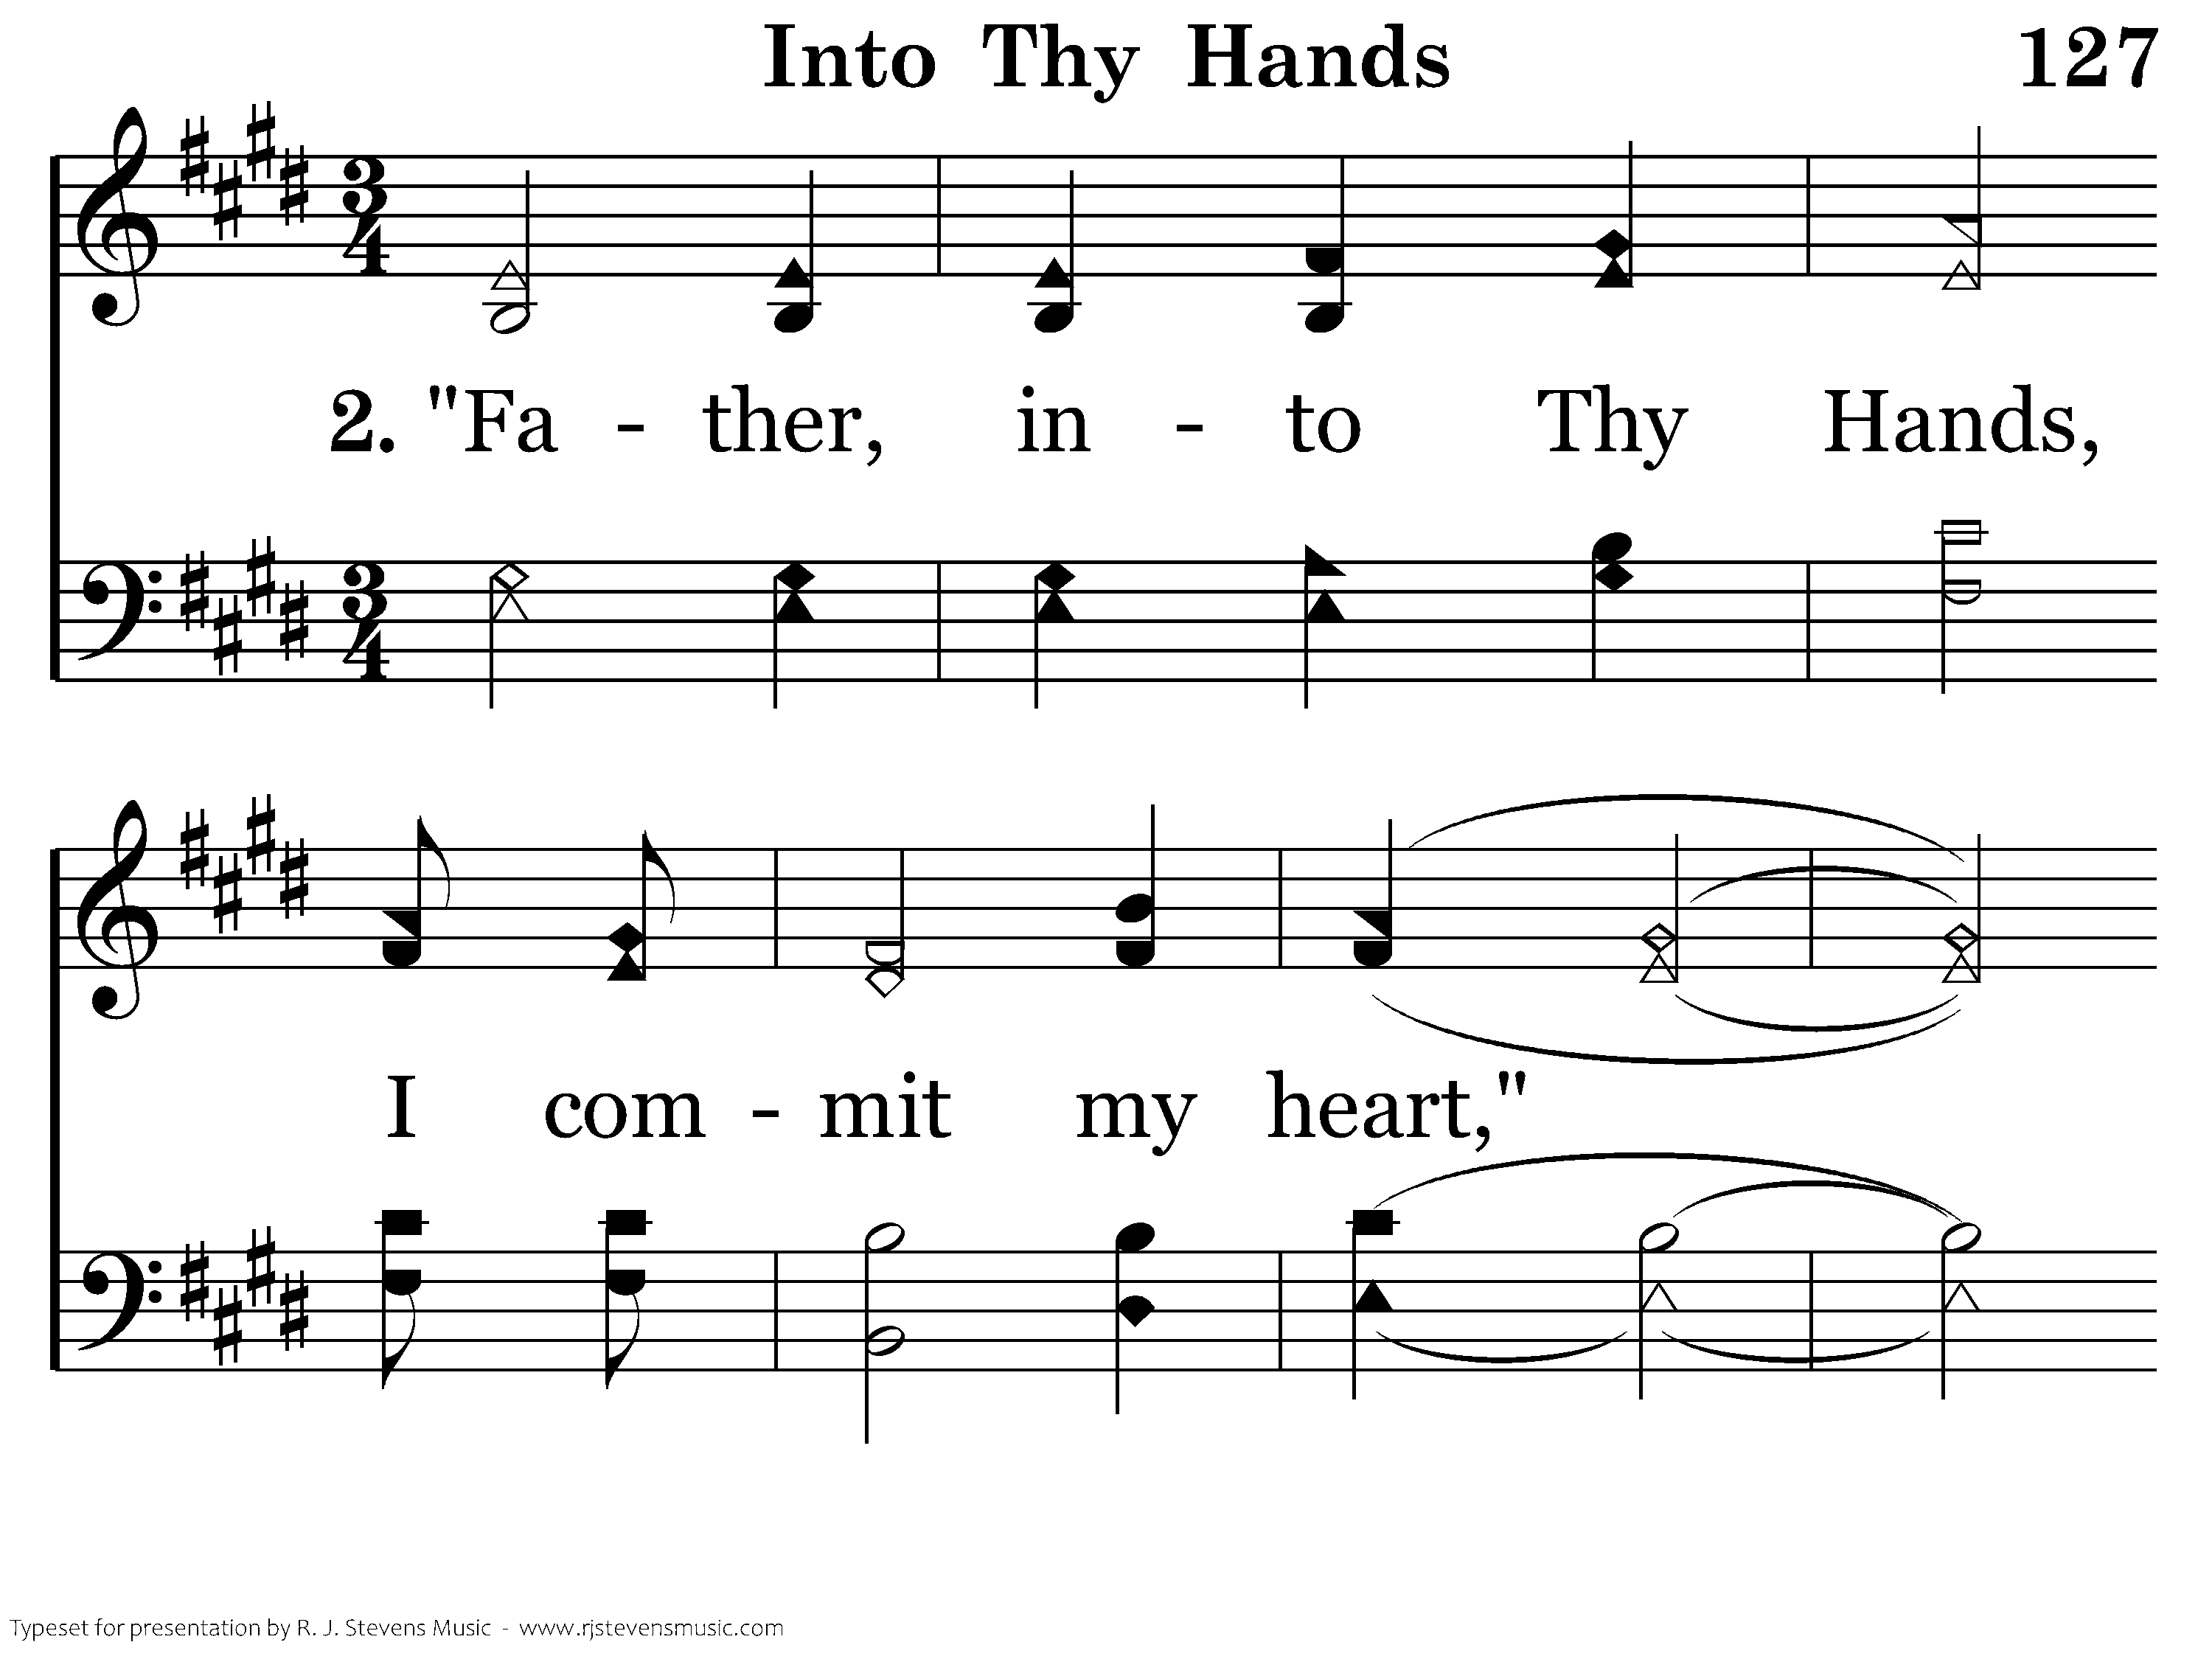 Into Thy Hands 127
3
4
2. "Fa - ther, in - to Thy Hands,
3
4
I com - mit my heart,"
Typeset for presentation by R. J. Stevens Music - www.rjstevensmusic.com